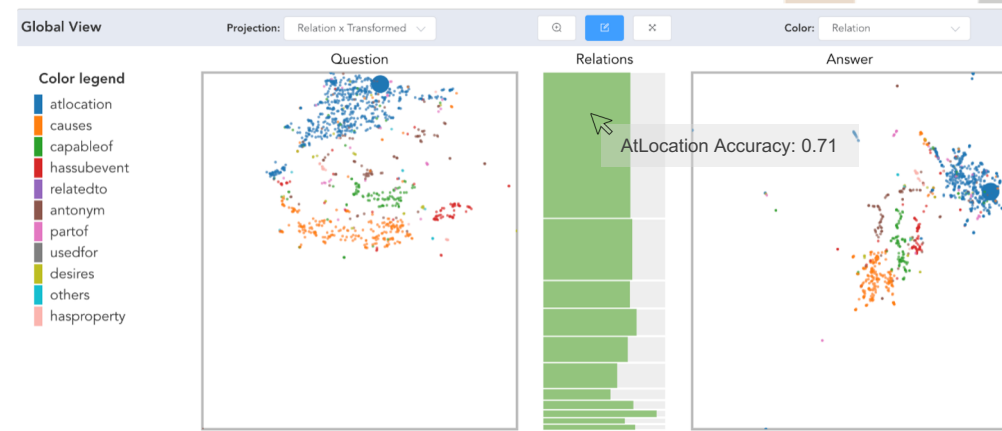 Global View
Projection: Relation x Transformed
Color: Relation
Question
Relations
Answer
Color legend
atlocation
causes
capableof
hassubevent
relatedto
antonym
partof
usedfor
desires
others
hasproperty
AtLocation Accuracy: 0.71